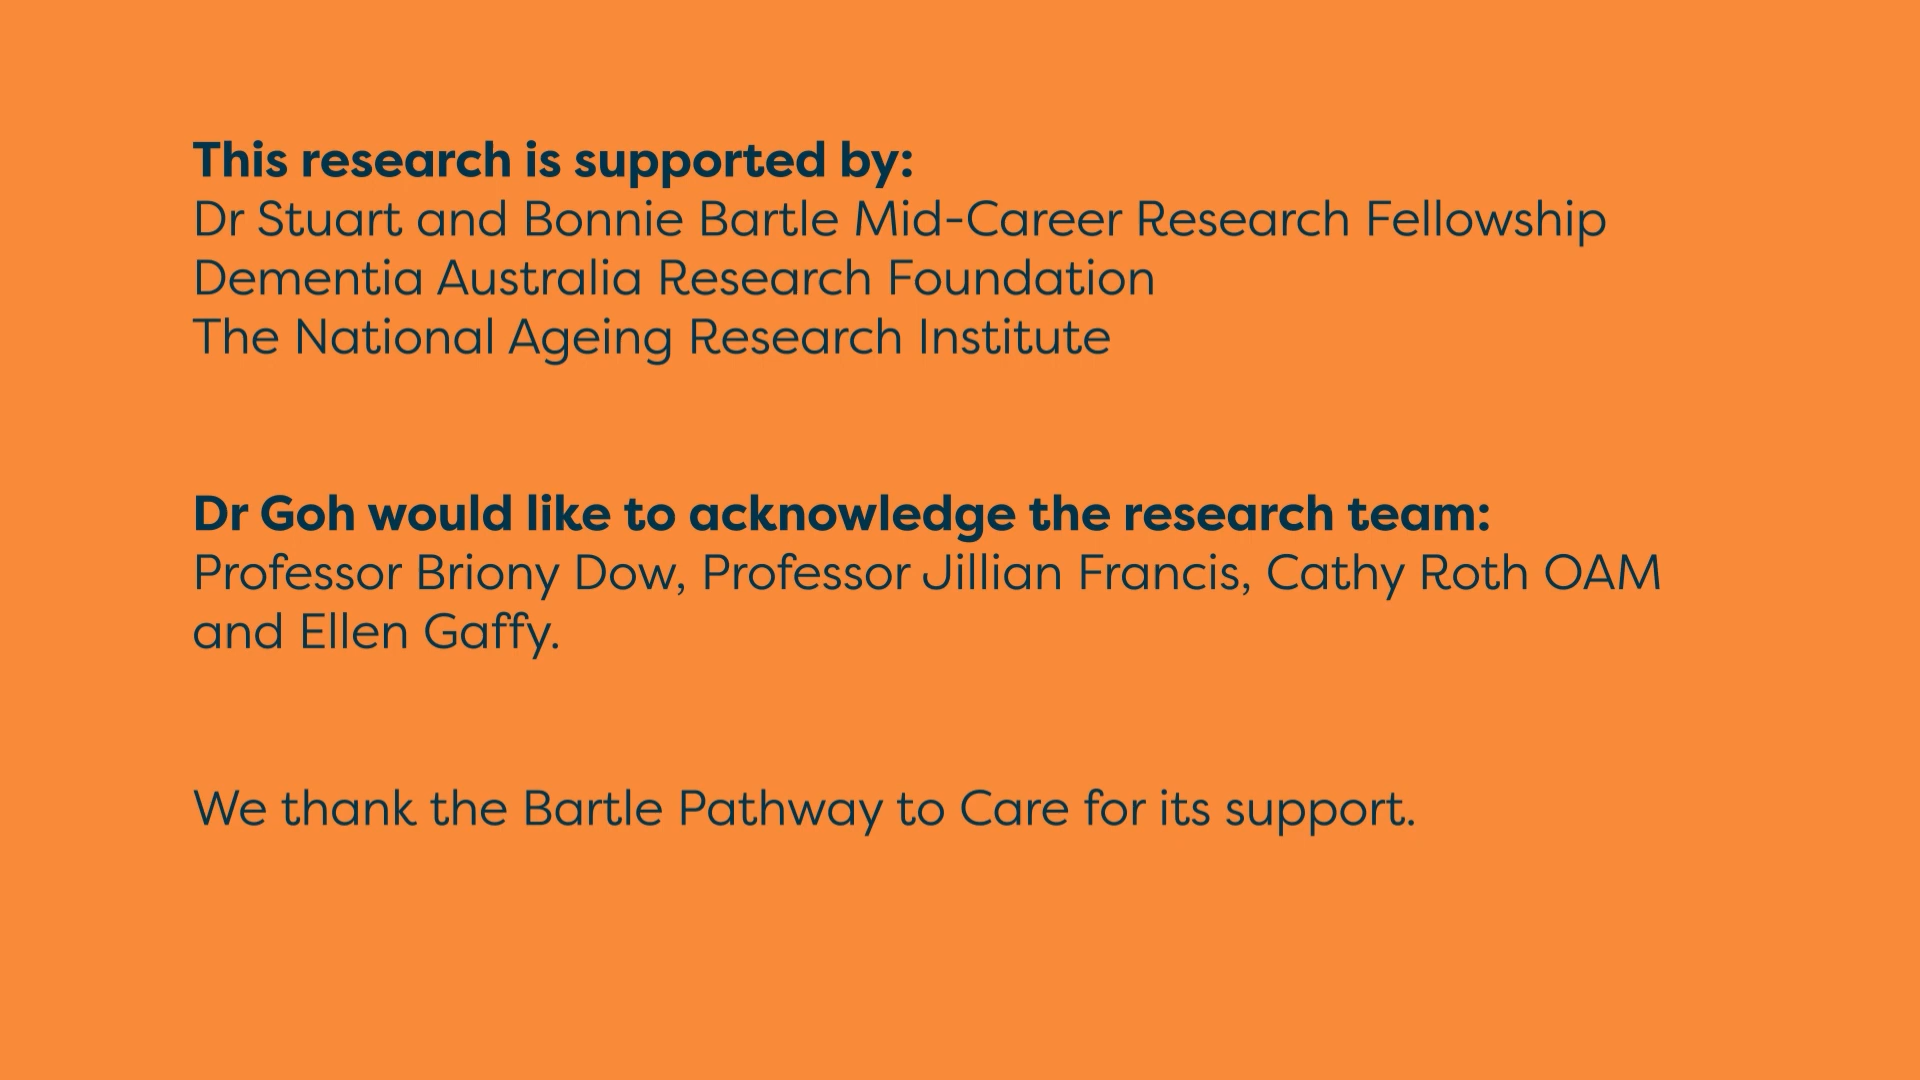 This research is supported by:
Dr Stuart and Bonnie Bartle Mid-Career Research Fellowship
Dementia Australia Research Foundation
The National Ageing Research Institute
Dr Goh would like to acknowledge the research team:
Professor Briony Dow, Professor Jillian Francis, Cathy Roth OAM
and Ellen Gaffy.
We thank the Bartle Pathway to Care for its support.